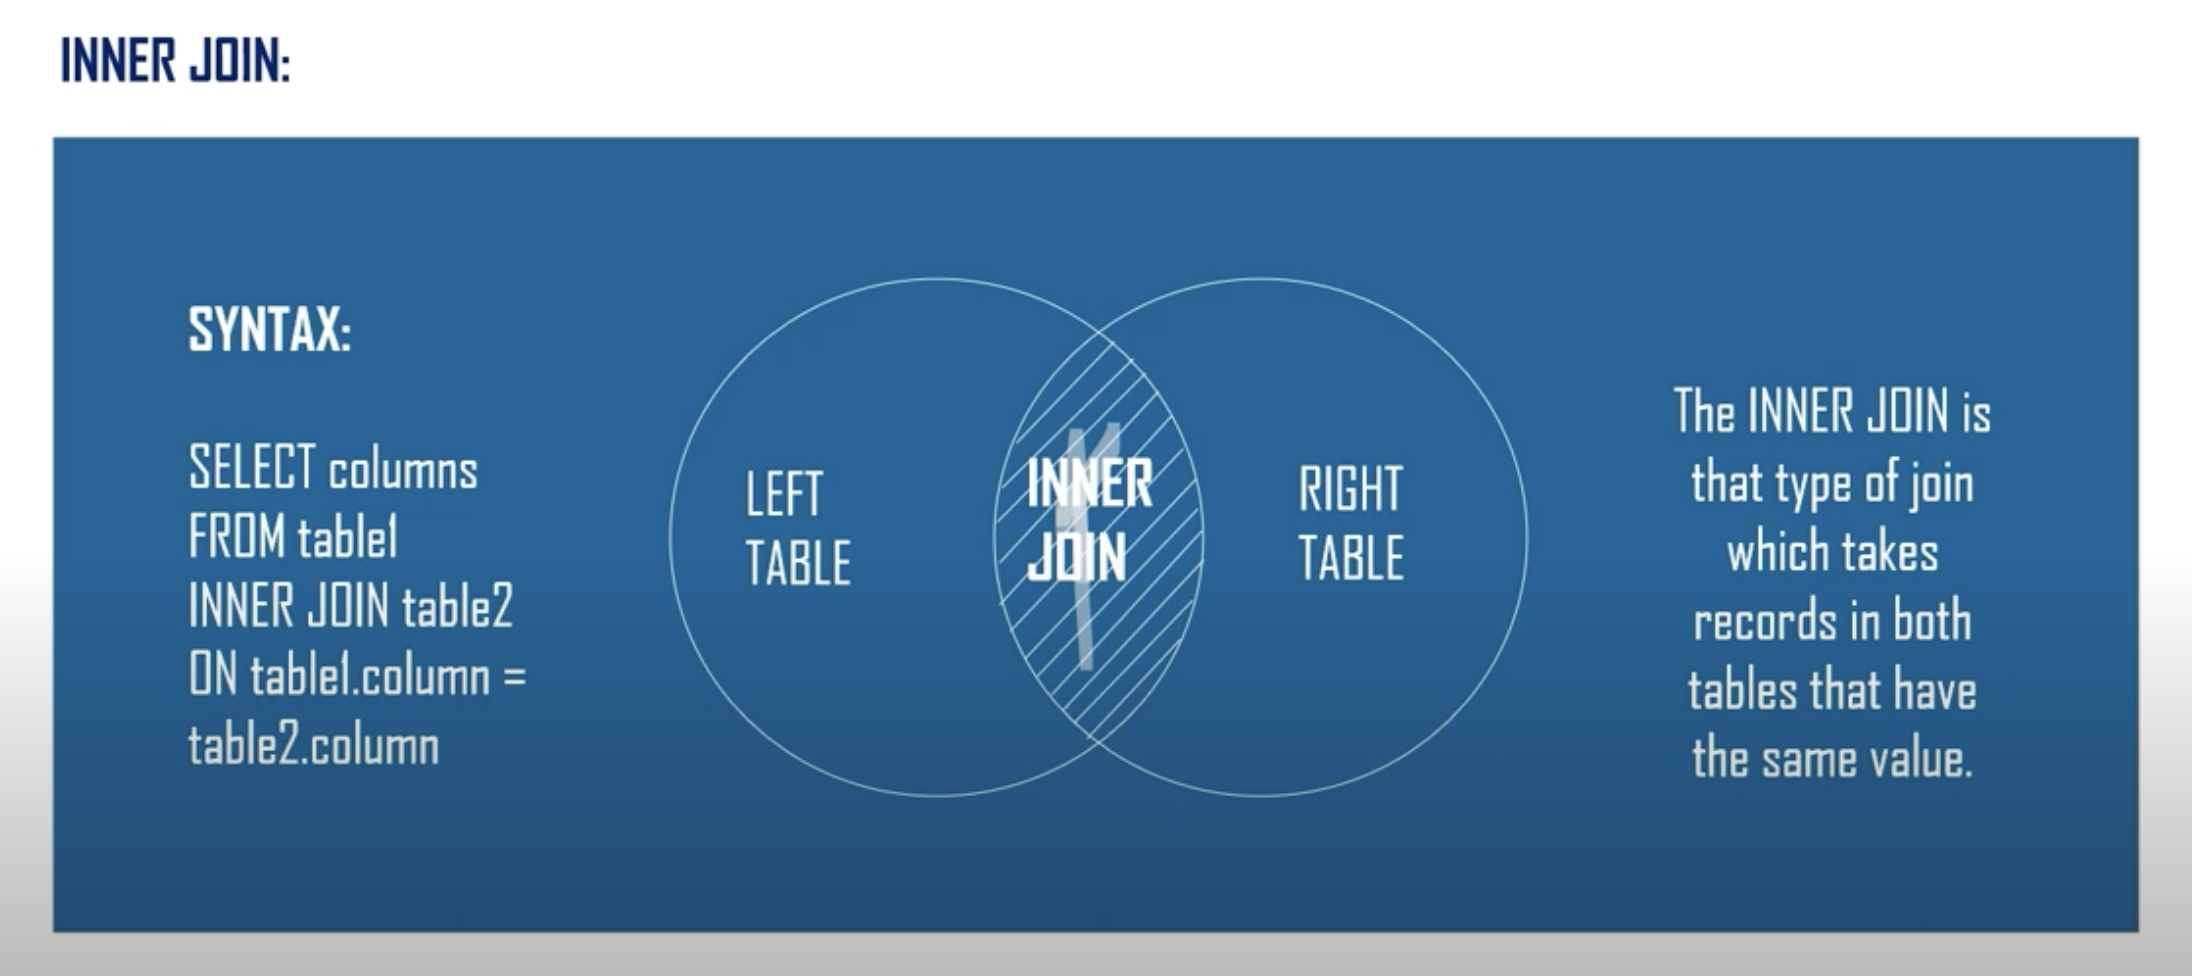 INNER JOIN:
SYNTAX:
SELECT columns
FROM table1
INNER JOIN table2
ON table1.column =
table2.column
LEFT
TABLE
INNER
JOIN
RIGHT
TABLE
The INNER JOIN is
that type of join
which takes
records in both
tables that have
the same value.